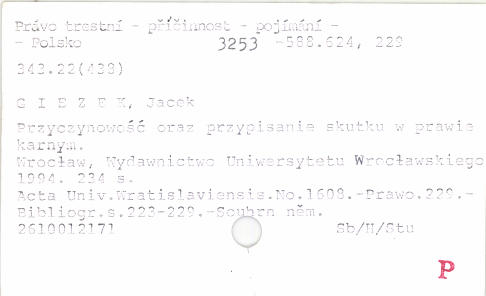 Právo trestní - příčinnost - pojímání -
- Polsko 3253 -588.624, 229
343.22(438)
G I E Z E K, Jacek
Przyczynowość oraz przypisanie skutku w prawie
karnym.
Wrocław, Wydawnictwo Uniwersytetu Wrocławskiego
1994. 234 s.
Acta Univ.Wratislaviensis.No.1608.-Prawo.229.-
Bibliogr.s.223-229.-Souhrn něm.
2610012171 Sb/H/Stu
P